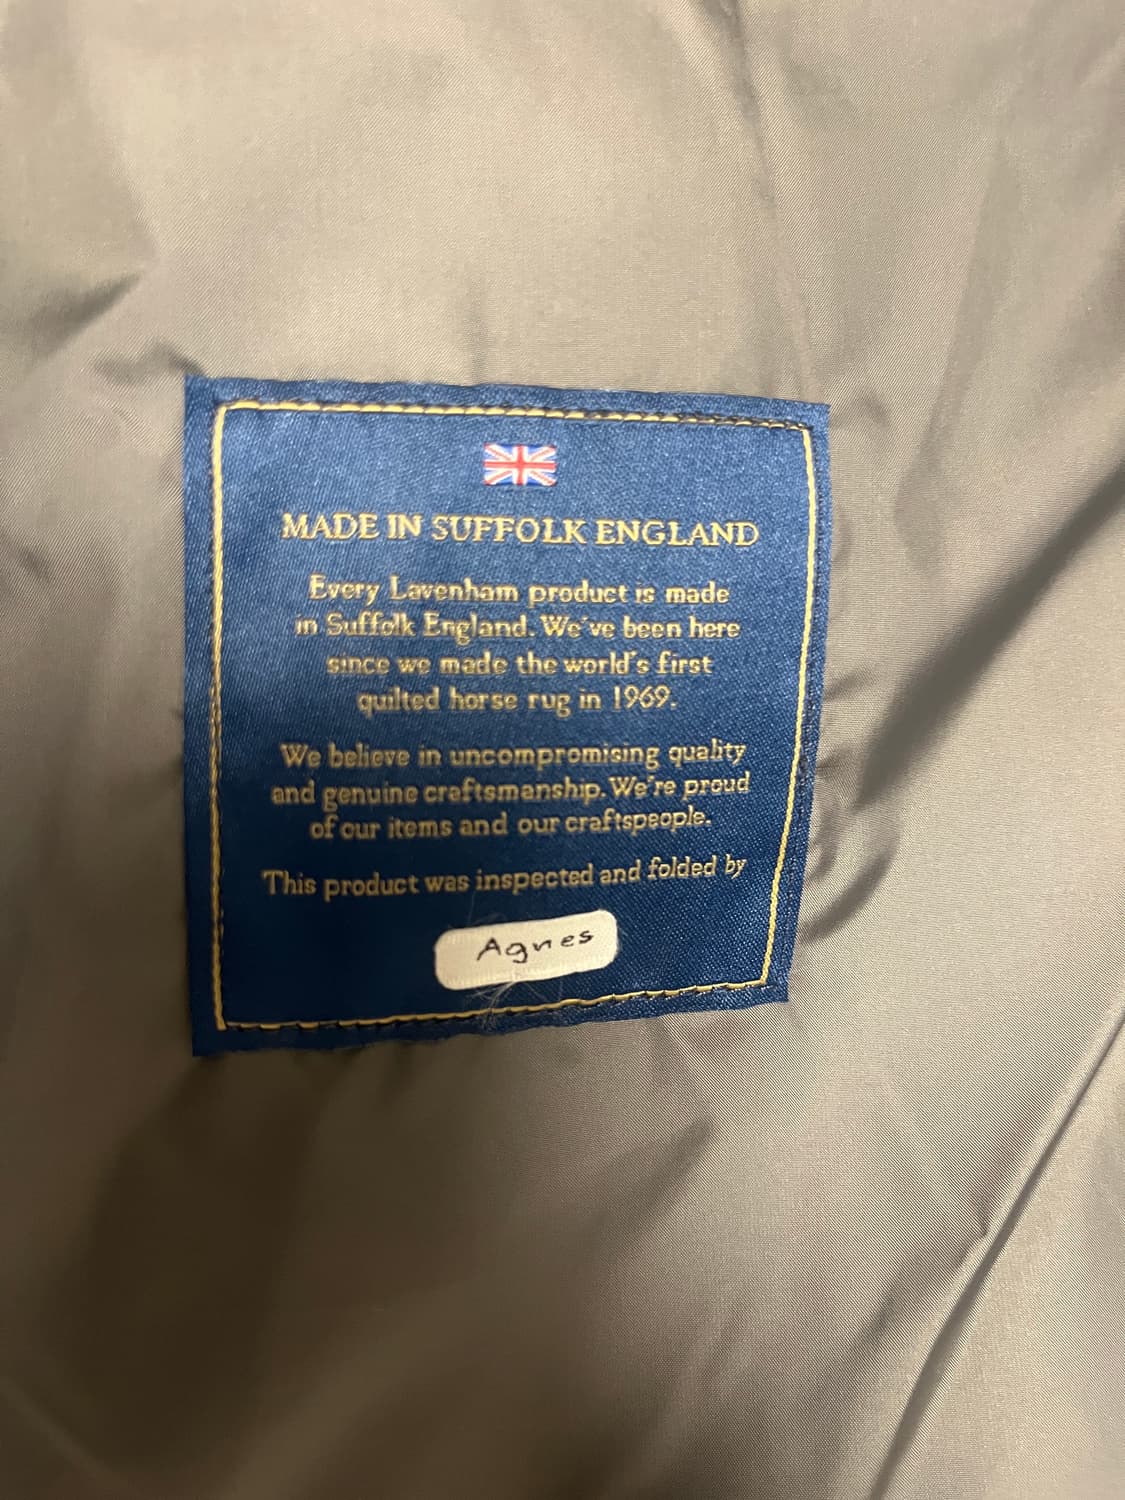 MADE IN SUFFOLK ENGLAND
Every Lavenham product is made
in Suffolk England. We've been here
since we made the world's first
quilted horse rug in 1969.
We believe in uncompromising quality
and genuine craftsmanship. We're proud
of our items and our craftspeople.
This product was inspected and folded by
Agnes